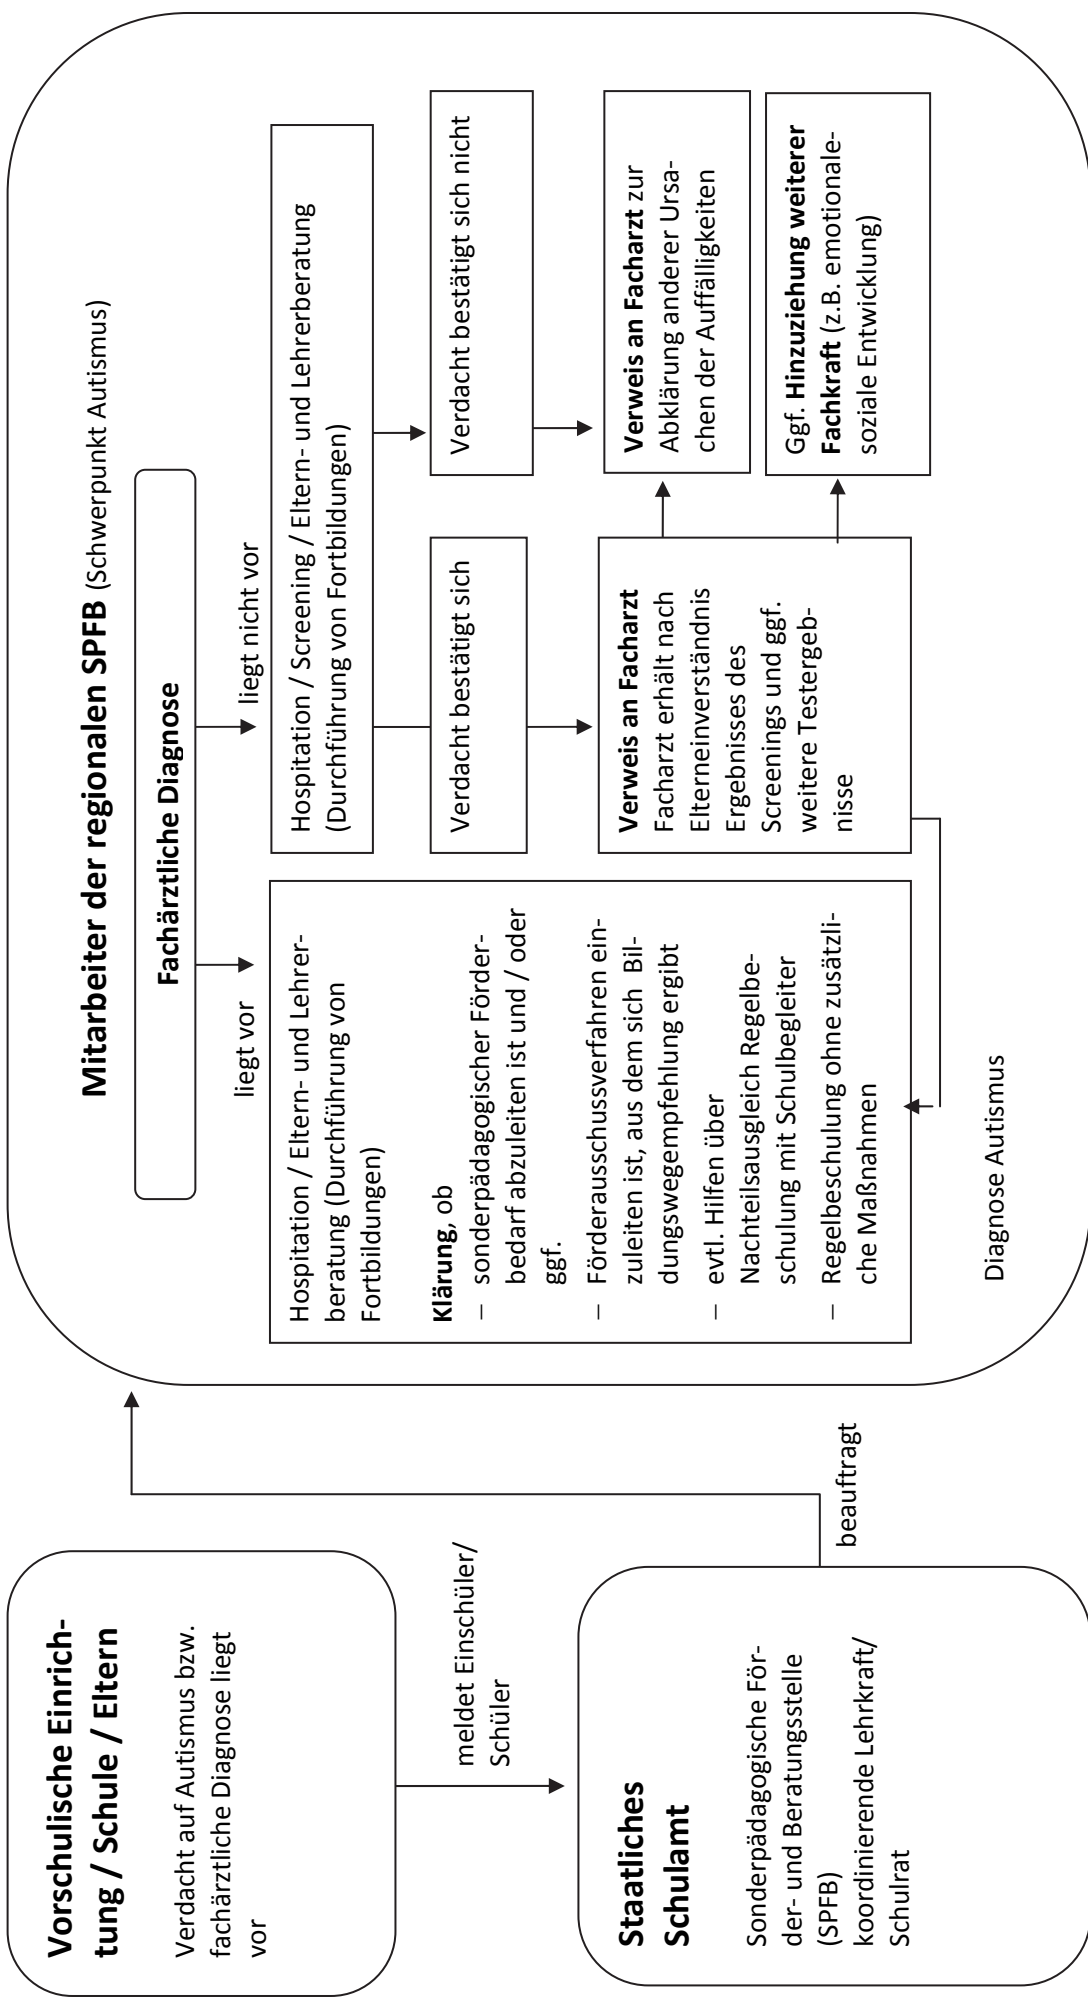 Vorschulische Einrich-
tung / Schule / Eltern
Verdacht auf Autismus bzw.
fachärztliche Diagnose liegt
vor
meldet Einschüler/
Schüler
Staatliches
Schulamt
Sonderpädagogische För-
der- und Beratungsstelle
(SPFB)
koordinierende Lehrkraft/
Schulrat
beauftragt
Mitarbeiter der regionalen SPFB (Schwerpunkt Autismus)
Fachärztliche Diagnose
liegt vor
liegt nicht vor
Hospitation / Eltern- und Lehrer-
beratung (Durchführung von
Fortbildungen)
Klärung, ob
– sonderpädagogischer Förder-
bedarf abzuleiten ist und / oder
ggf.
– Förderausschussverfahren ein-
zuleiten ist, aus dem sich Bil-
dungswegempfehlung ergibt
– evtl. Hilfen über
Nachteilsausgleich Regelbe-
schulung mit Schulbegleiter
– Regelbeschulung ohne zusätzli-
che Maßnahmen
Hospitation / Screening / Eltern- und Lehrerberatung
(Durchführung von Fortbildungen)
Verdacht bestätigt sich
Verdacht bestätigt sich nicht
Verweis an Facharzt
Facharzt erhält nach
Elterneinverständnis
Ergebnisses des
Screenings und ggf.
weitere Testergeb-
nisse
Verweis an Facharzt zur
Abklärung anderer Ursa-
chen der Auffälligkeiten
Ggf. Hinzuziehung weiterer
Fachkraft (z.B. emotionale-
soziale Entwicklung)
Diagnose Autismus